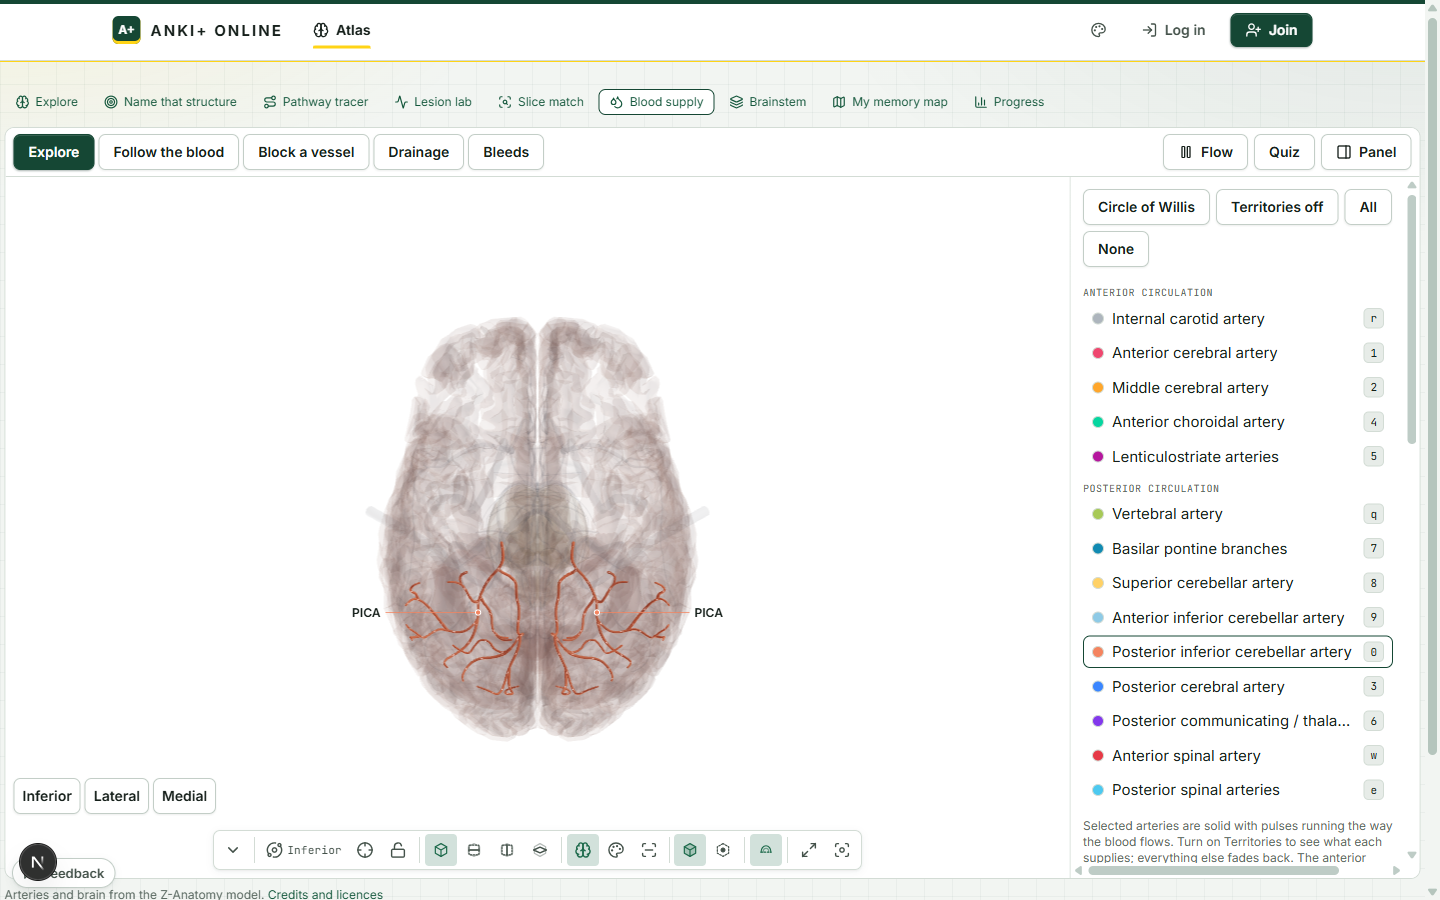 A+ ANKI+ ONLINE Atlas Log in Join
Explore Name that structure Pathway tracer Lesion lab Slice match Blood supply Brainstem My memory map Progress
Explore Follow the blood Block a vessel Drainage Bleeds Flow Quiz Panel
Circle of Willis Territories off All
None
ANTERIOR CIRCULATION
Internal carotid artery r
Anterior cerebral artery 1
Middle cerebral artery 2
Anterior choroidal artery 4
Lenticulostriate arteries 5
POSTERIOR CIRCULATION
Vertebral artery q
Basilar pontine branches 7
Superior cerebellar artery 8
Anterior inferior cerebellar artery 9
Posterior inferior cerebellar artery 0
Posterior cerebral artery 3
Posterior communicating / thala... 6
Anterior spinal artery w
Posterior spinal arteries e
Selected arteries are solid with pulses running the way
the blood flows. Turn on Territories to see what each
supplies; everything else fades back. The anterior
PICA PICA
Inferior Lateral Medial
Inferior
N eedback
Arteries and brain from the Z-Anatomy model. Credits and licences